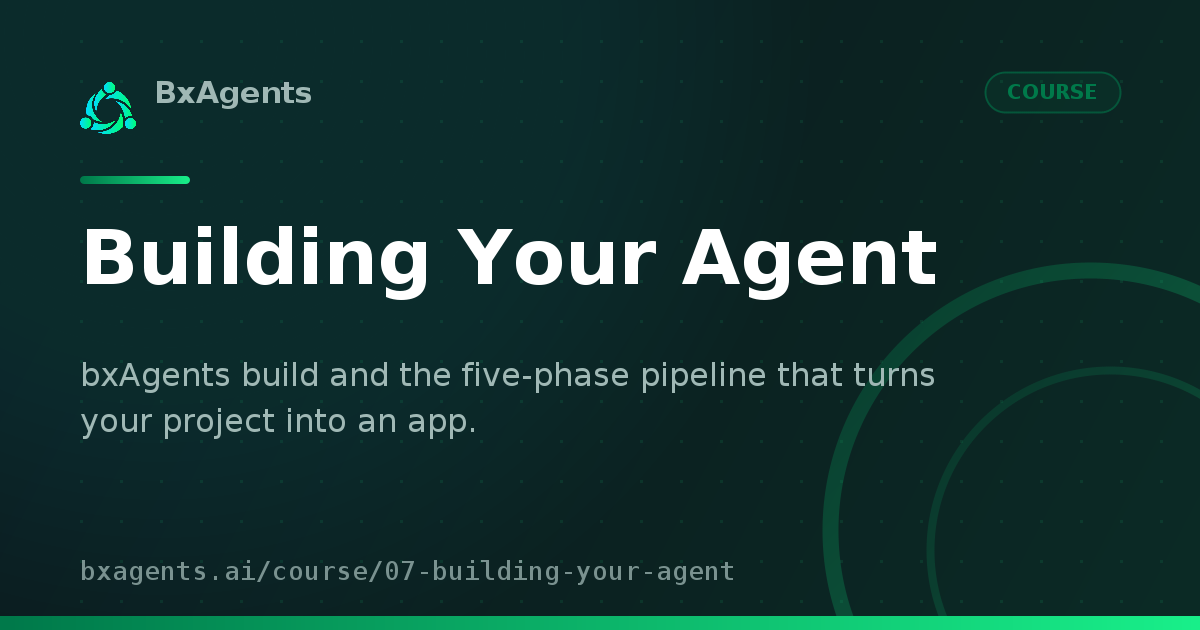 BxAgents
COURSE
Building Your Agent
bxAgents build and the five-phase pipeline that turns
your project into an app.
bxagents.ai/course/07-building-your-agent